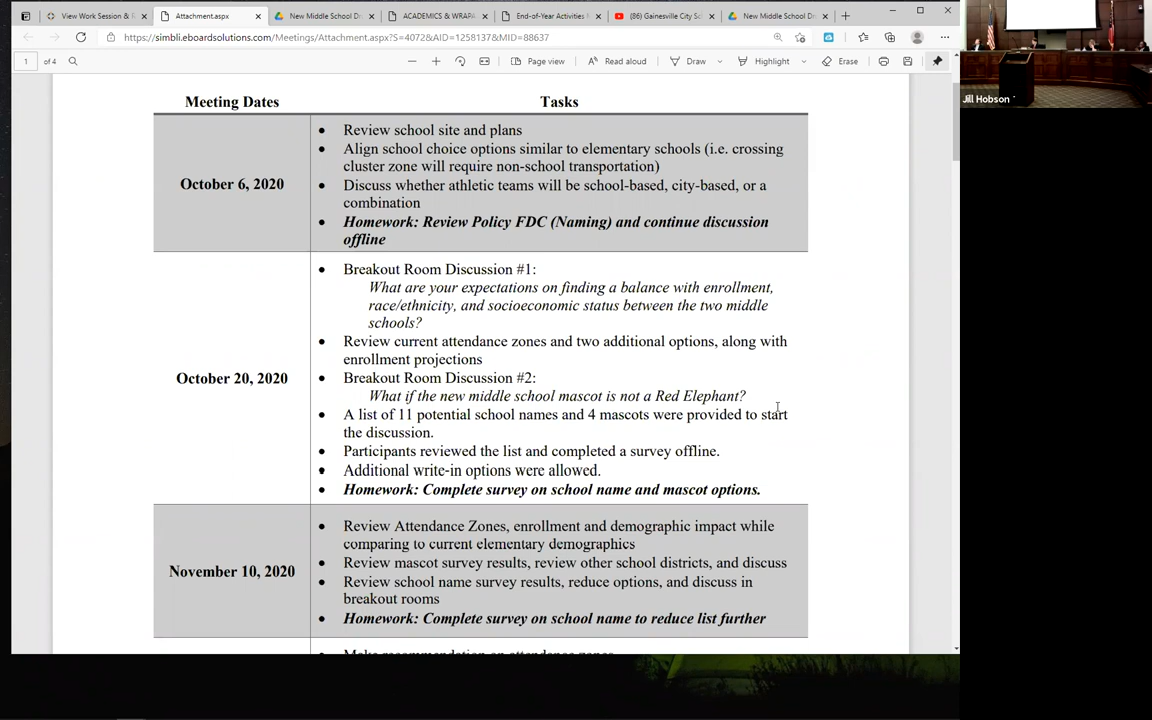 View Work Session &
Attachment.aspx
New Middle School D
ACADEMICS & WRAP
End-of-Year Activities
(86) Gainesville City Sc
New Middle School D
https://simbli.eboardsolutions.com/Meetings/Attachment.aspx?S=4072&AID=1258137&MID=88637
1 of 4
Page view
Read aloud
Draw
Highlight
Erase
Jill Hobson
Meeting Dates Tasks
October 6, 2020
• Review school site and plans
• Align school choice options similar to elementary schools (i.e. crossing
cluster zone will require non-school transportation)
• Discuss whether athletic teams will be school-based, city-based, or a
combination
• Homework: Review Policy FDC (Naming) and continue discussion
offline
October 20, 2020
• Breakout Room Discussion #1:
What are your expectations on finding a balance with enrollment,
race/ethnicity, and socioeconomic status between the two middle
schools?
• Review current attendance zones and two additional options, along with
enrollment projections
• Breakout Room Discussion #2:
What if the new middle school mascot is not a Red Elephant?
• A list of 11 potential school names and 4 mascots were provided to start
the discussion.
• Participants reviewed the list and completed a survey offline.
• Additional write-in options were allowed.
• Homework: Complete survey on school name and mascot options.
November 10, 2020
• Review Attendance Zones, enrollment and demographic impact while
comparing to current elementary demographics
• Review mascot survey results, review other school districts, and discuss
• Review school name survey results, reduce options, and discuss in
breakout rooms
• Homework: Complete survey on school name to reduce list further
• Make recommendation on attendance zones